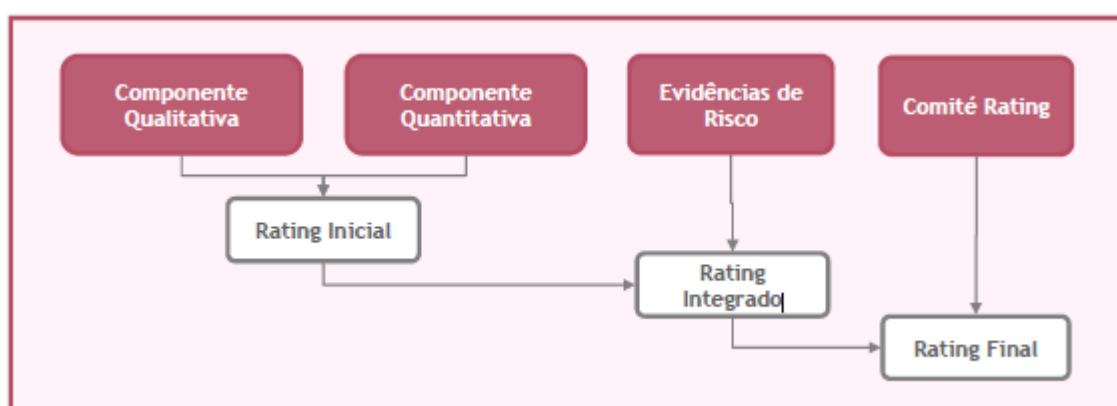 Componente
Qualitativa
Componente
Quantitativa
Evidências de
Risco
Comité Rating
Rating Inicial
Rating
Integrado
Rating Final